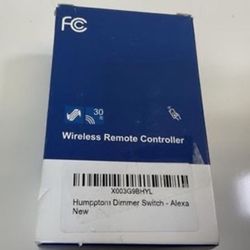 FC
30
Wireless Remote Controller
X003G9BHYL
Humpptom Dimmer Switch - Alexa
New